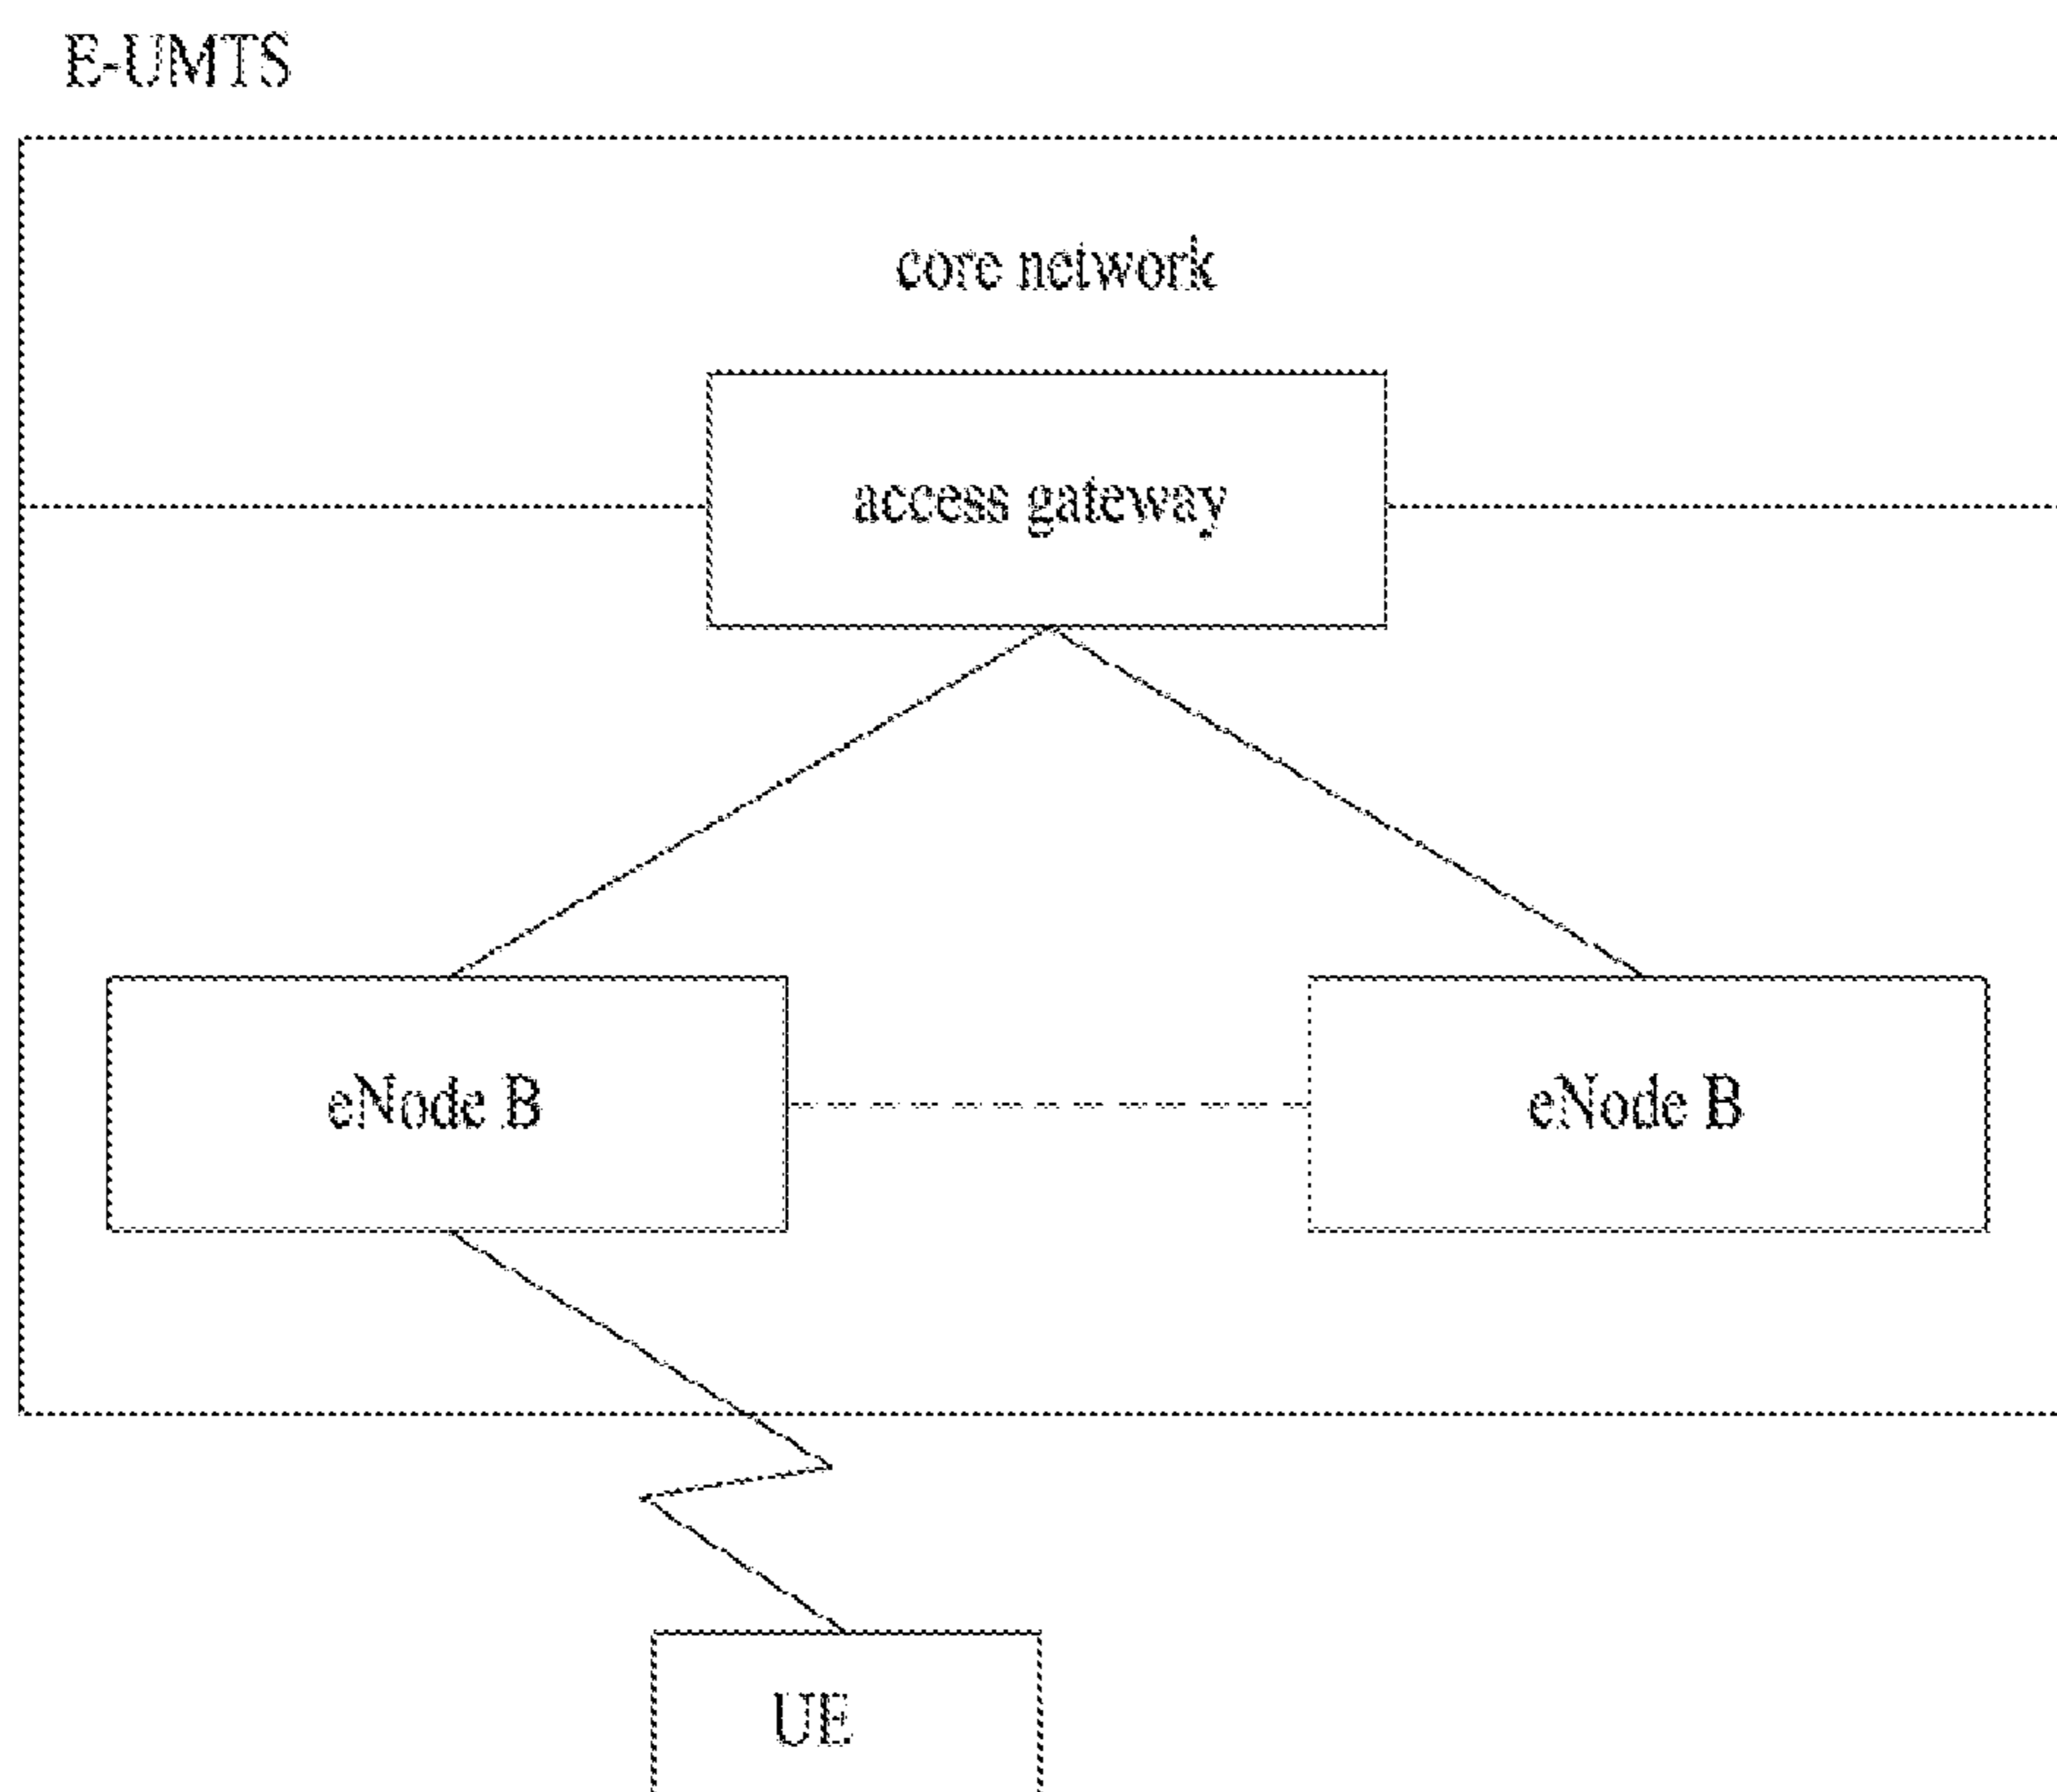 E-UMTS
core network
access gateway
eNode B
eNode B
UE